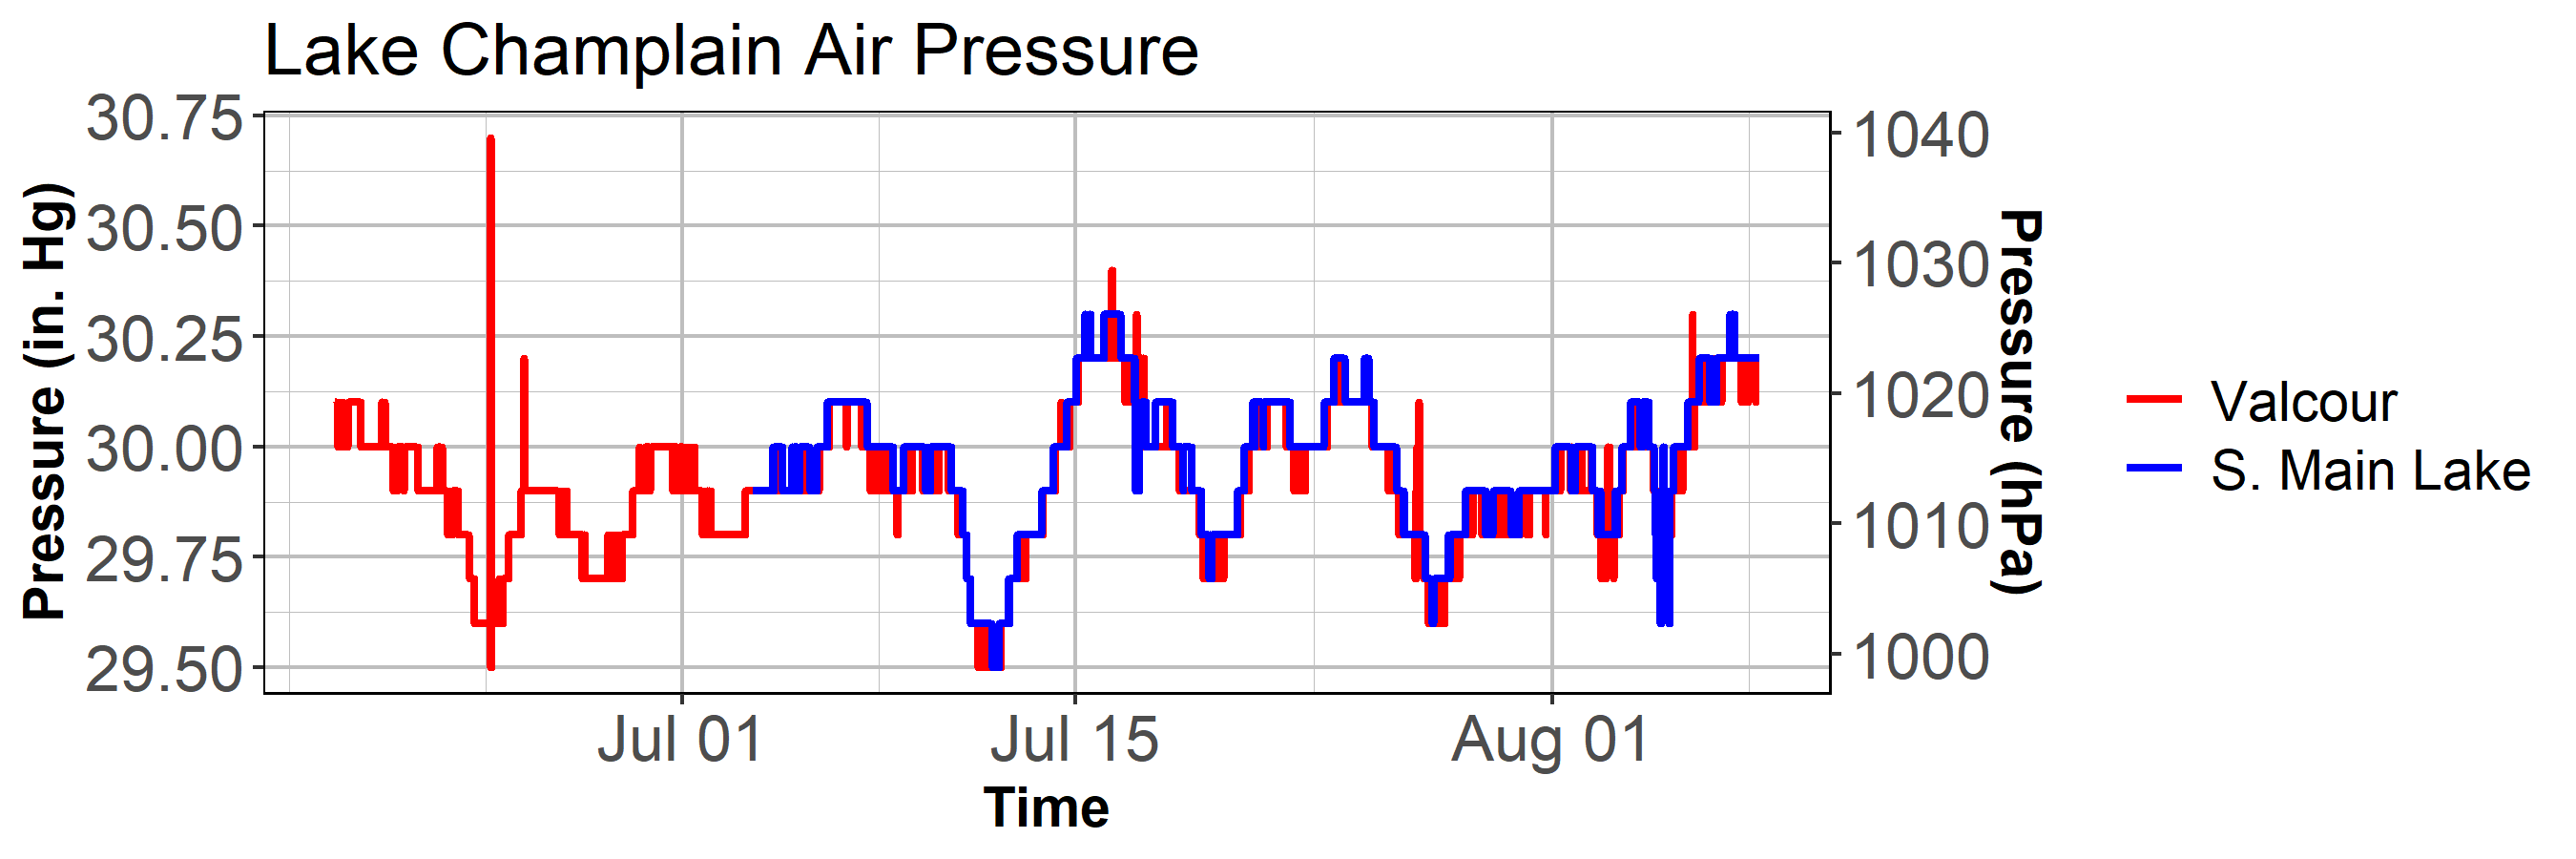 Lake Champlain Air Pressure
Pressure (in. Hg)
30.75
30.50
30.25
30.00
29.75
29.50
1040
1030
1020
1010
1000
Pressure (hPa)
Jul 01
Jul 15
Aug 01
Time
Valcour
S. Main Lake